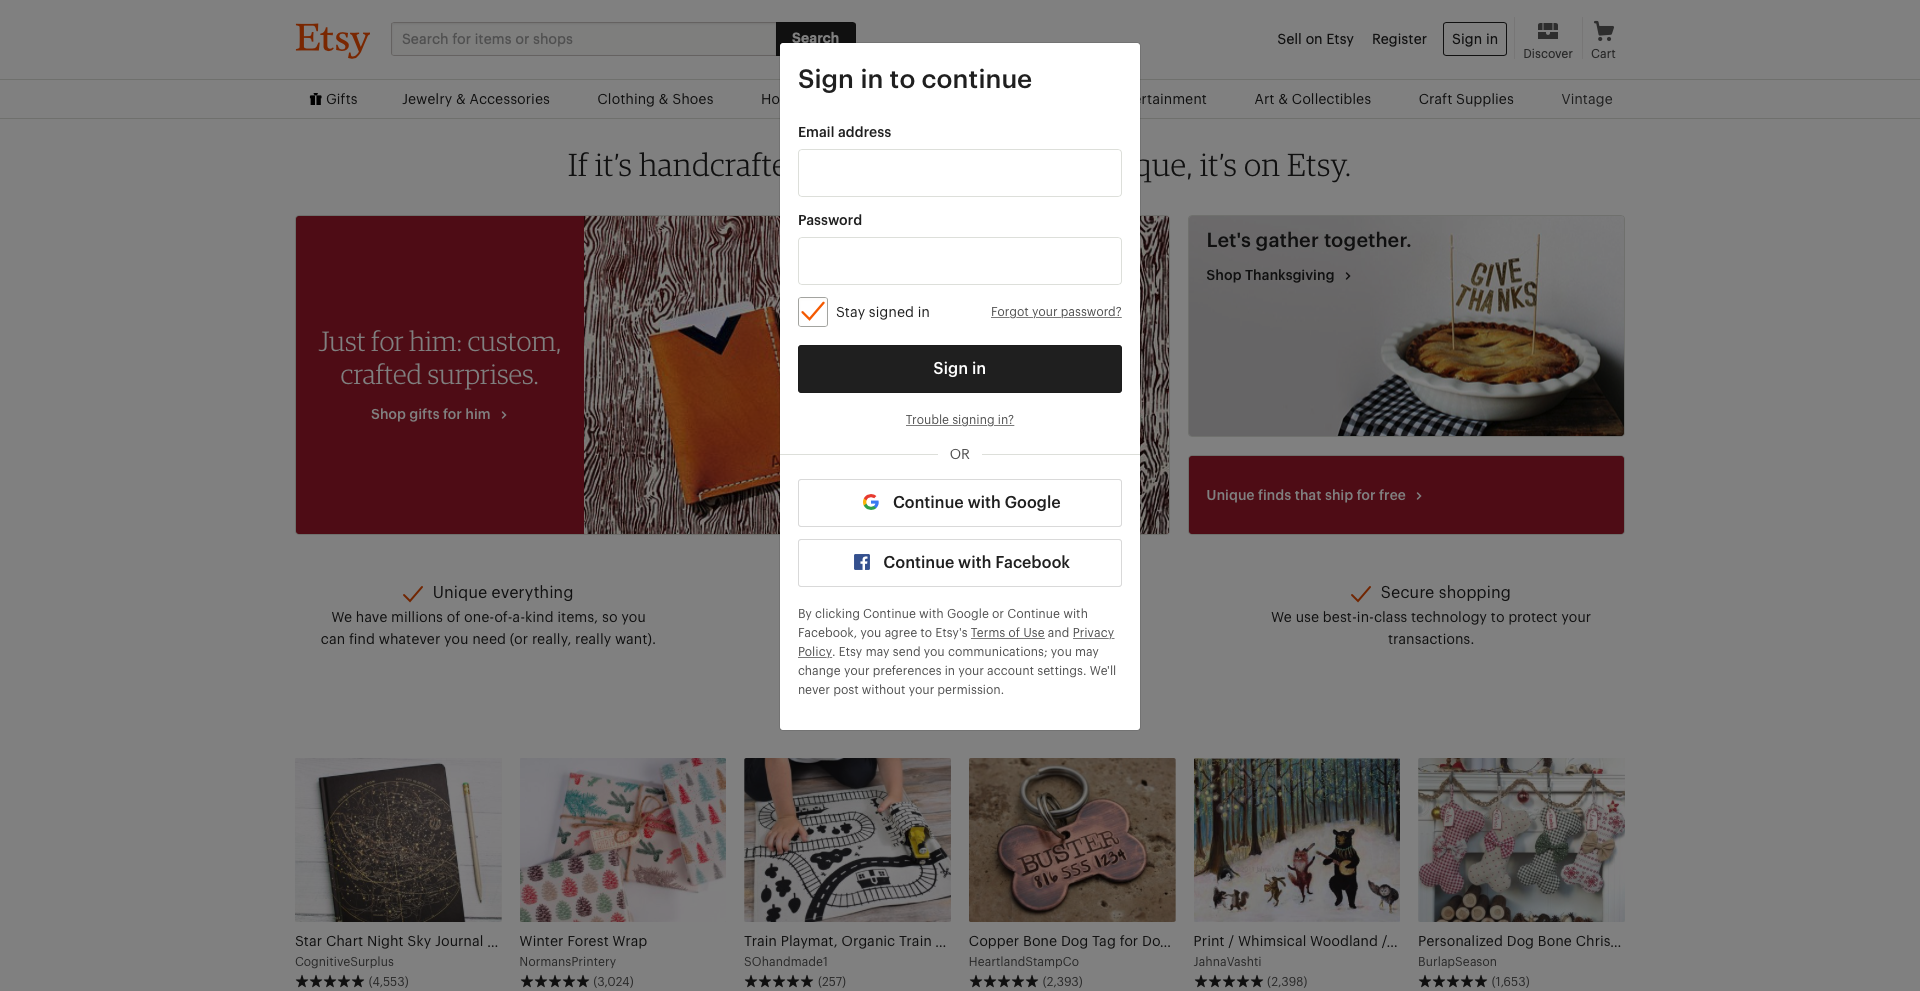 Etsy
Search for items or shops
Search
Sell on Etsy
Register
Sign in
Discover
Cart
Gifts
Jewelry & Accessories
Clothing & Shoes
Ho
rtainment
Art & Collectibles
Craft Supplies
Vintage
If it's handcrafte
que, it's on Etsy.
Sign in to continue
Email address
Password
Stay signed in
Forgot your password?
Sign in
Trouble signing in?
OR
Continue with Google
Continue with Facebook
By clicking Continue with Google or Continue with
Facebook, you agree to Etsy's Terms of Use and Privacy
Policy. Etsy may send you communications; you may
change your preferences in your account settings. We'll
never post without your permission.
Just for him: custom,
crafted surprises.
Shop gifts for him
Let's gather together.
Shop Thanksgiving
GIVE
THANKS
Unique finds that ship for free
Unique everything
We have millions of one-of-a-kind items, so you
can find whatever you need (or really, really want).
Secure shopping
We use best-in-class technology to protect your
transactions.
BUSTER
816 555 1234
Star Chart Night Sky Journal ...
CognitiveSurplus
(4,553)
Winter Forest Wrap
NormansPrintery
(3,024)
Train Playmat, Organic Train ...
SOhandmade1
(257)
Copper Bone Dog Tag for Do...
HeartlandStampCo
(2,393)
Print / Whimsical Woodland /...
JahnaVashti
(2,398)
Personalized Dog Bone Chris...
BurlapSeason
(1,653)